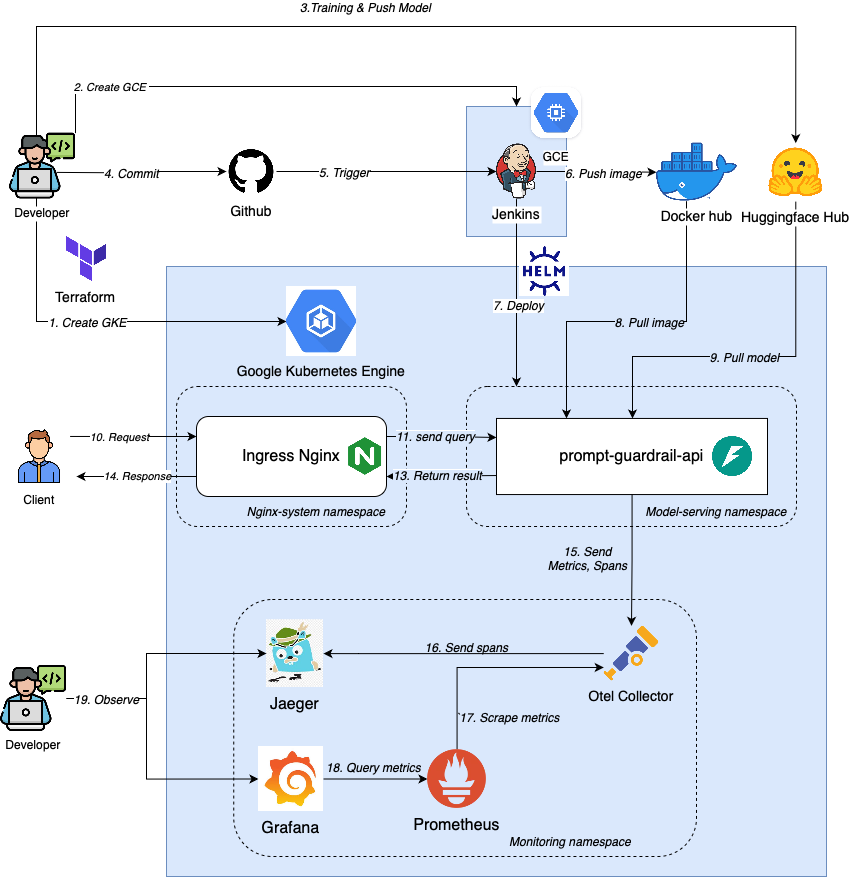 3.Training & Push Model
2. Create GCE
GCE
4. Commit
5. Trigger
6. Push image
Developer
Github
Jenkins
Docker hub
Huggingface Hub
Terraform
HELM
7. Deploy
1. Create GKE
8. Pull image
9. Pull model
Google Kubernetes Engine
10. Request
11. send query
Ingress Nginx
prompt-guardrail-api
14. Response
13. Return result
Client
Nginx-system namespace
Model-serving namespace
15. Send
Metrics, Spans
16. Send spans
Otel Collector
19. Observe
Jaeger
17. Scrape metrics
Developer
18. Query metrics
Grafana
Prometheus
Monitoring namespace